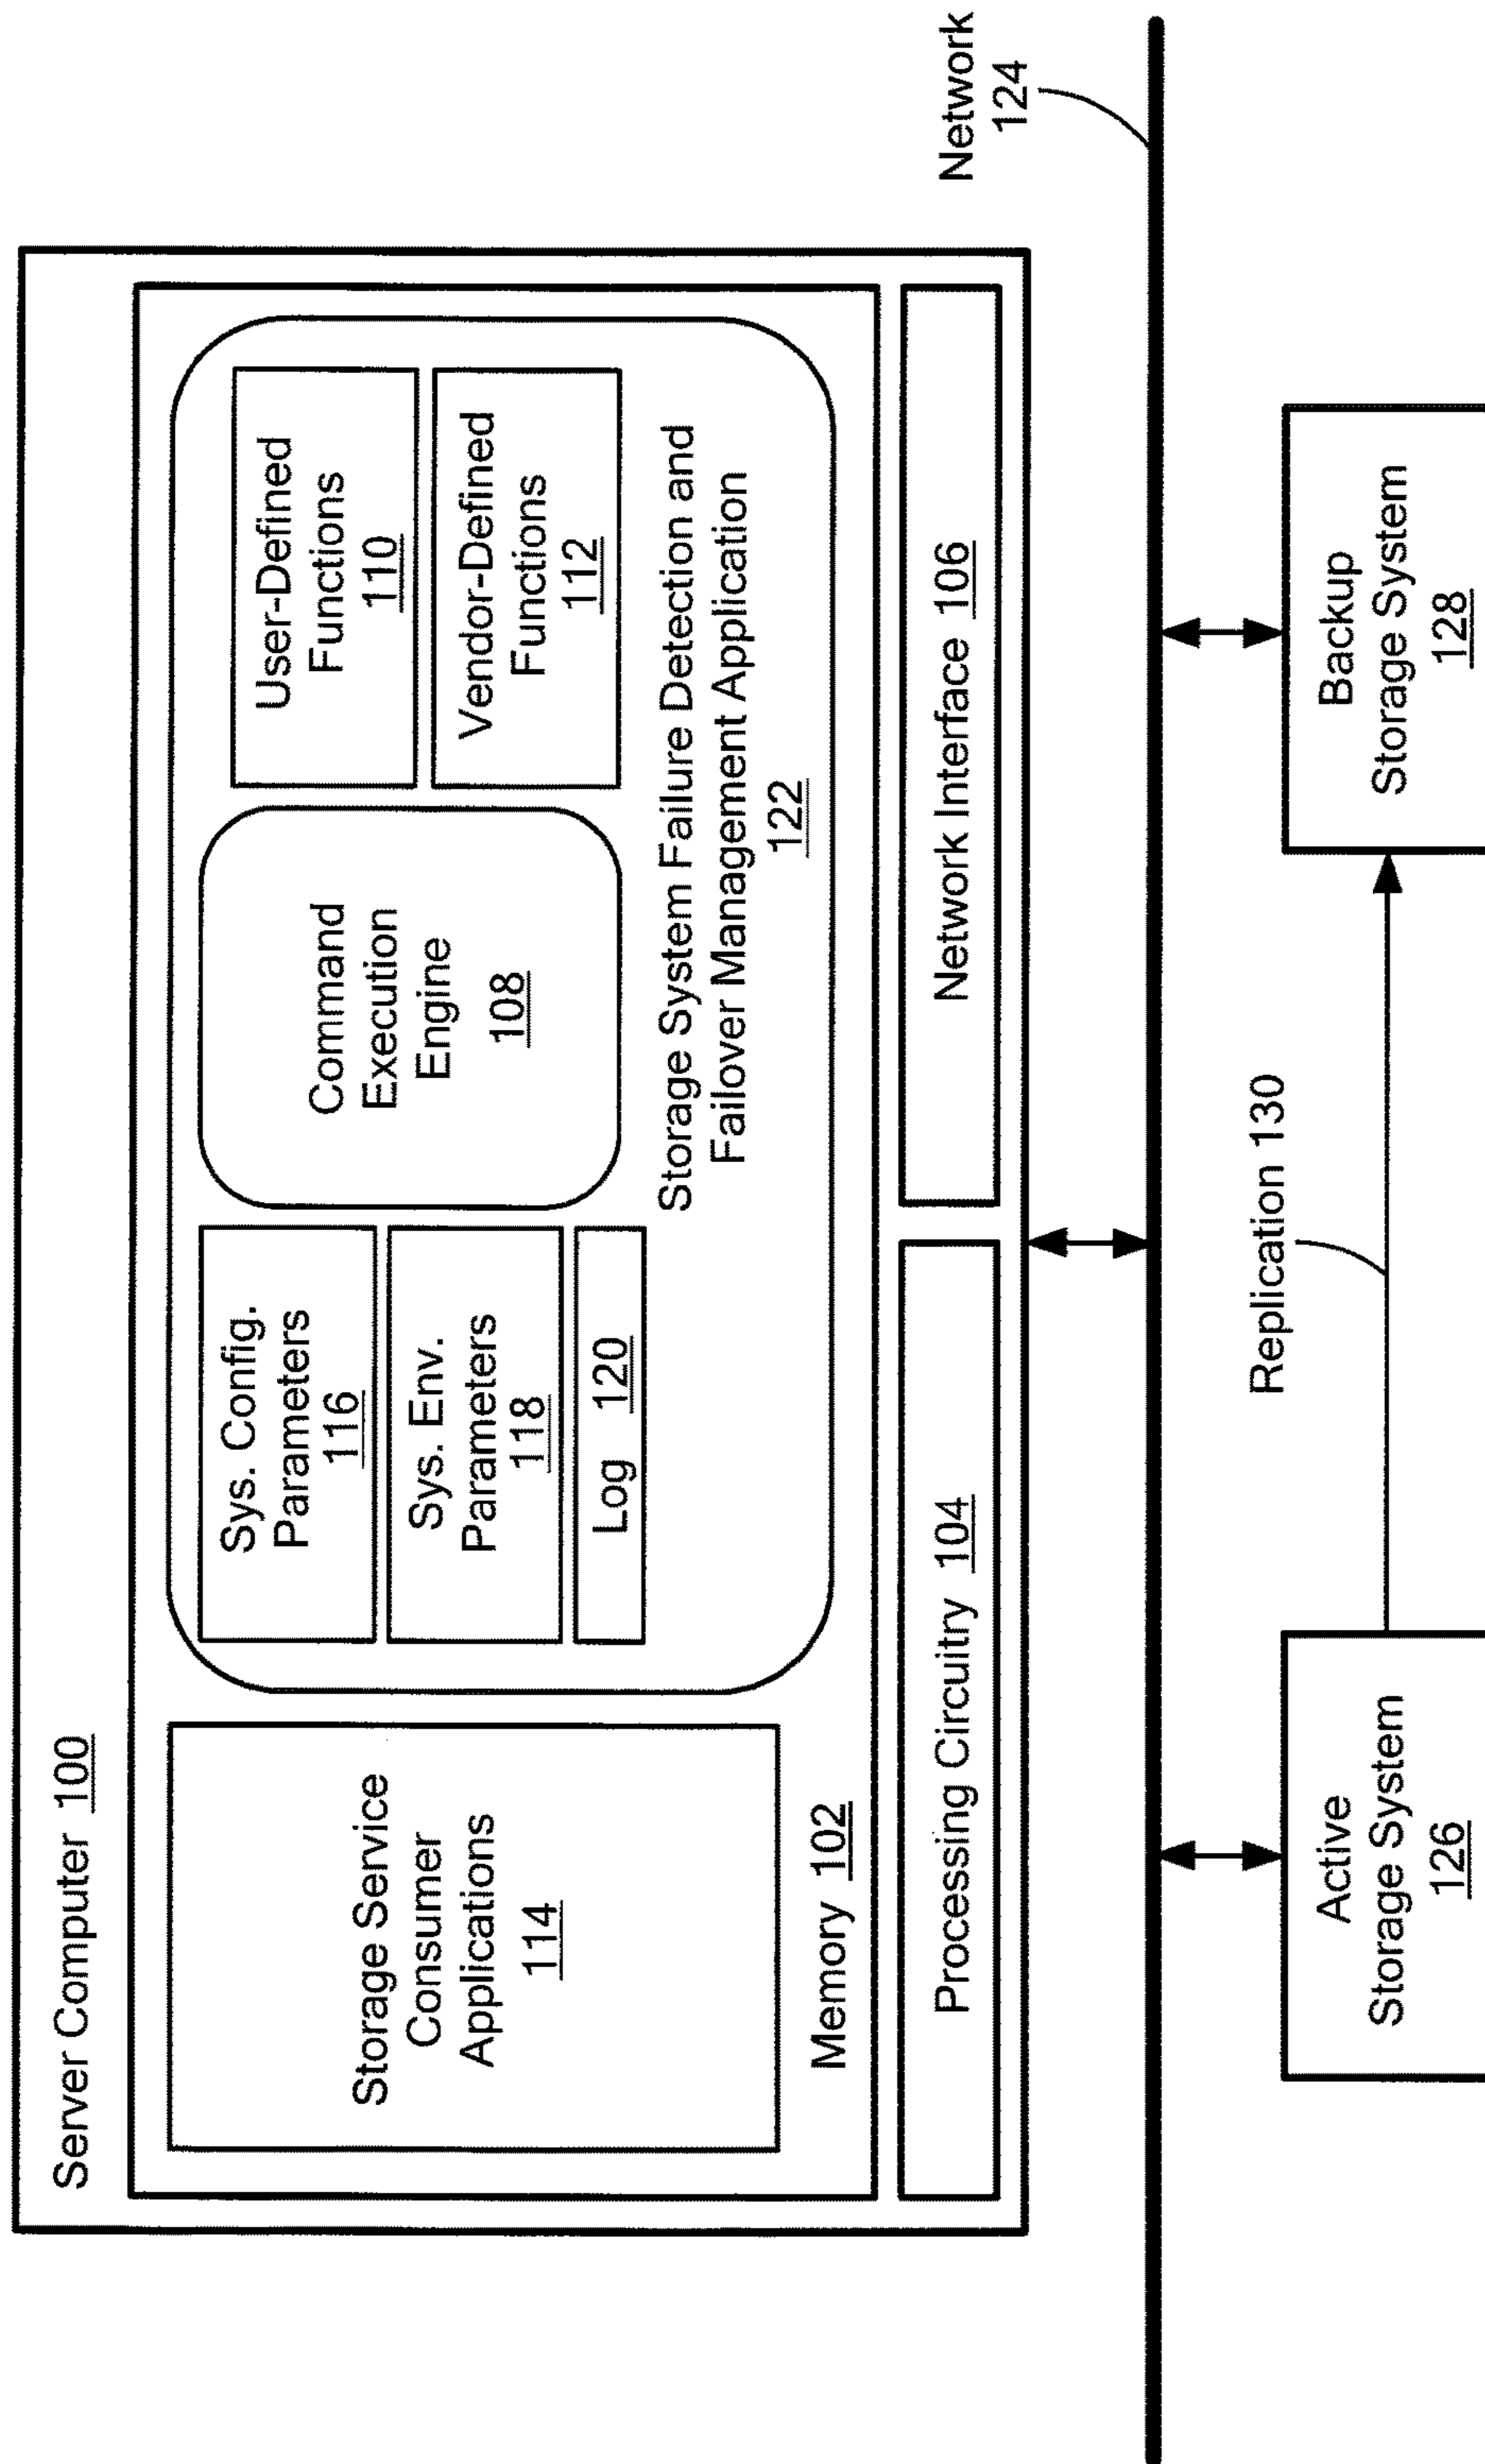 Server Computer 100
Storage Service
Consumer
Applications
114
Sys. Config.
Parameters
116
Sys. Env.
Parameters
118
Log 120
Command
Execution
Engine
108
User-Defined
Functions
110
Vendor-Defined
Functions
112
Storage System Failure Detection and
Failover Management Application
122
Memory 102
Processing Circuitry 104
Network Interface 106
Network
124
Replication 130
Active
Storage System
126
Backup
Storage System
128